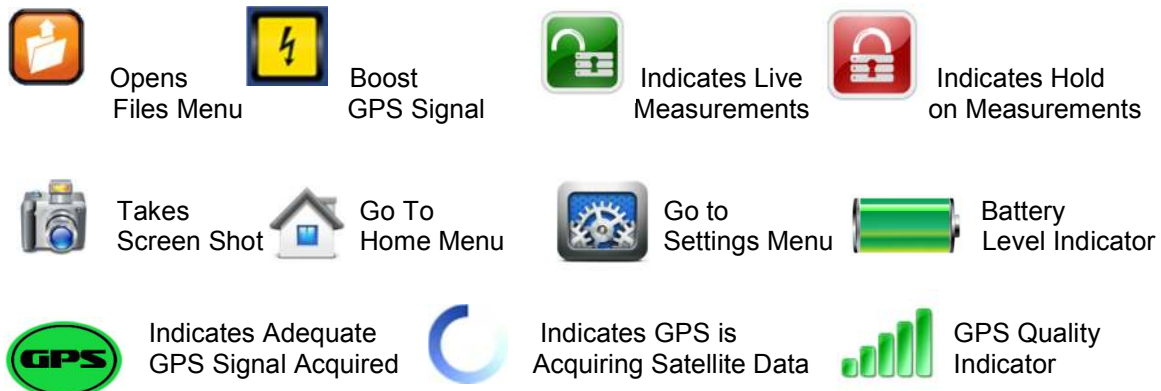 Opens
Files Menu
Boost
GPS Signal
Indicates Live
Measurements
Indicates Hold
on Measurements
Takes
Screen Shot
Go To
Home Menu
Go to
Settings Menu
Battery
Level Indicator
GPS
Indicates Adequate
GPS Signal Acquired
Indicates GPS is
Acquiring Satellite Data
GPS Quality
Indicator